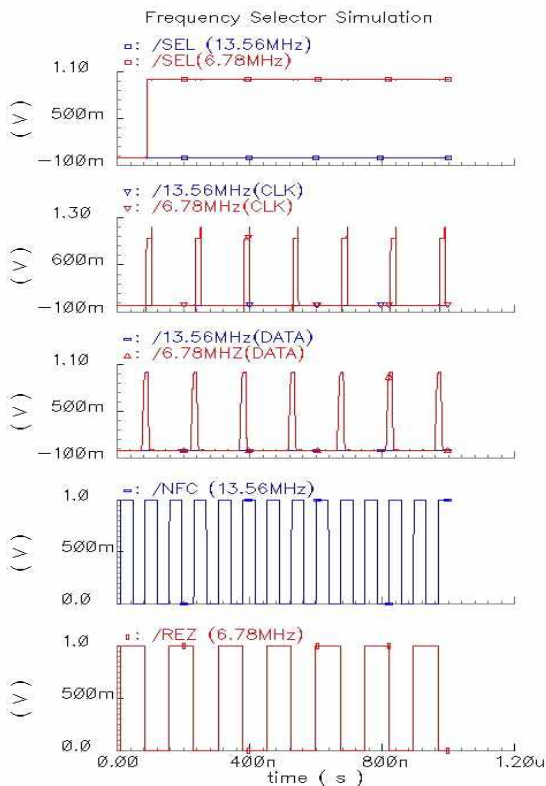 Frequency Selector Simulation
▫: /SEL (13.56MHz)
▫: /SEL(6.78MHz)
1.10
500m
−100m
(V)
▿: /13.56MHz(CLK)
▿: /6.78MHz(CLK)
1.30
600m
−100m
(V)
: /13.56MHz(DATA)
▵: /6.78MHZ(DATA)
1.10
500m
−100m
(V)
: /NFC (13.56MHz)
1.0
500m
0.0
(V)
: /REZ (6.78MHz)
1.0
500m
0.0
(V)
0.00 400n 800n 1.20u
time ( s )